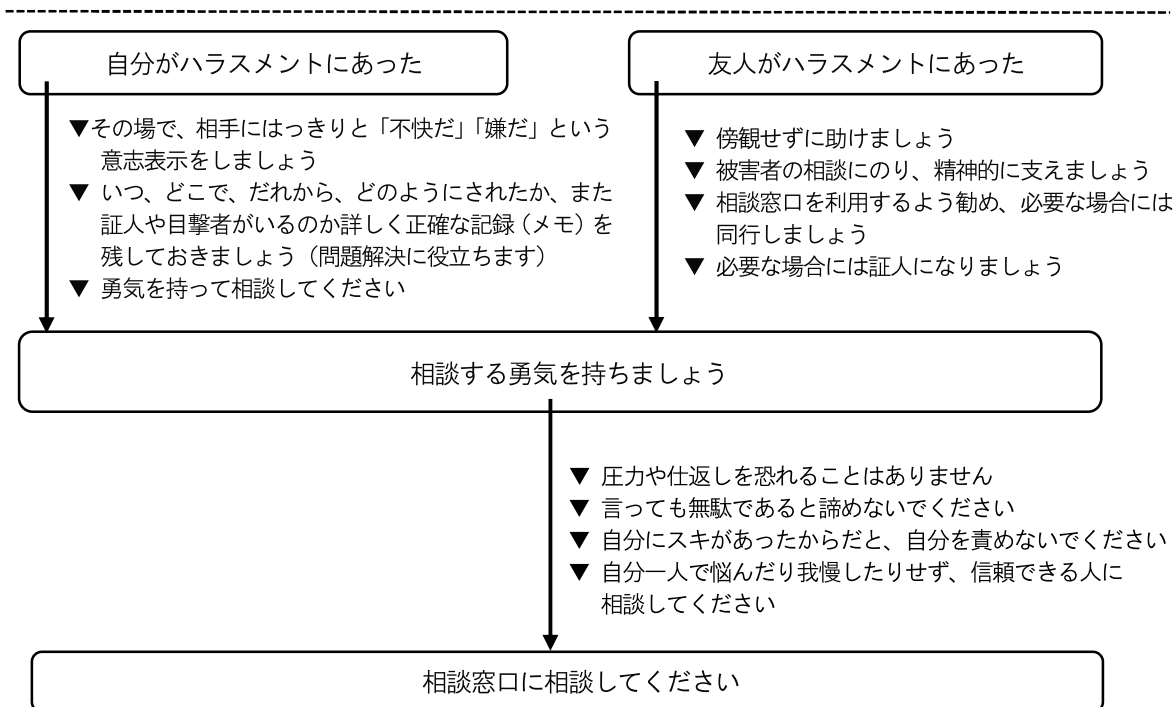 自分がハラスメントにあった
▼その場で、相手にはっきりと「不快だ」「嫌だ」という
意志表示をしましょう
▼ いつ、どこで、だれから、どのようにされたか、また
証人や目撃者がいるのか詳しく正確な記録（メモ）を
残しておきましょう（問題解決に役立ちます）
▼ 勇気を持って相談してください
友人がハラスメントにあった
▼ 傍観せずに助けましょう
▼ 被害者の相談にのり、精神的に支えましょう
▼ 相談窓口を利用するよう勧め、必要な場合には
同行しましょう
▼ 必要な場合には証人になりましょう
相談する勇気を持ちましょう
▼ 圧力や仕返しを恐れることはありません
▼ 言っても無駄であると諦めないでください
▼ 自分にスキがあったからだと、自分を責めないでください
▼ 自分一人で悩んだり我慢したりせず、信頼できる人に
相談してください
相談窓口に相談してください